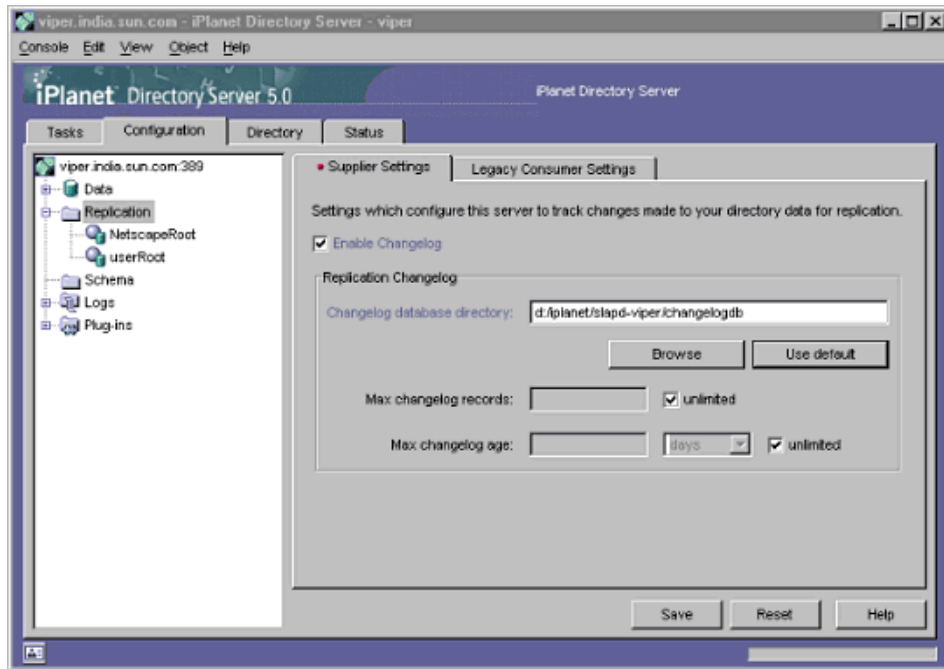 viper.india.sun.com - iPlanet Directory Server - viper
Console Edit View Object Help
iPlanet Directory Server 5.0
iPlanet Directory Server
Tasks Configuration Directory Status
viper.india.sun.com:389
Data
Replication
NetscapeRoot
userRoot
Schema
Logs
Plug-ins
Supplier Settings Legacy Consumer Settings
Settings which configure this server to track changes made to your directory data for replication.
Enable Changelog
Replication Changelog
Changelog database directory: d:/iplanet/slapd-viper/changelogdb
Browse Use default
Max changelog records: unlimited
Max changelog age: days unlimited
Save Reset Help